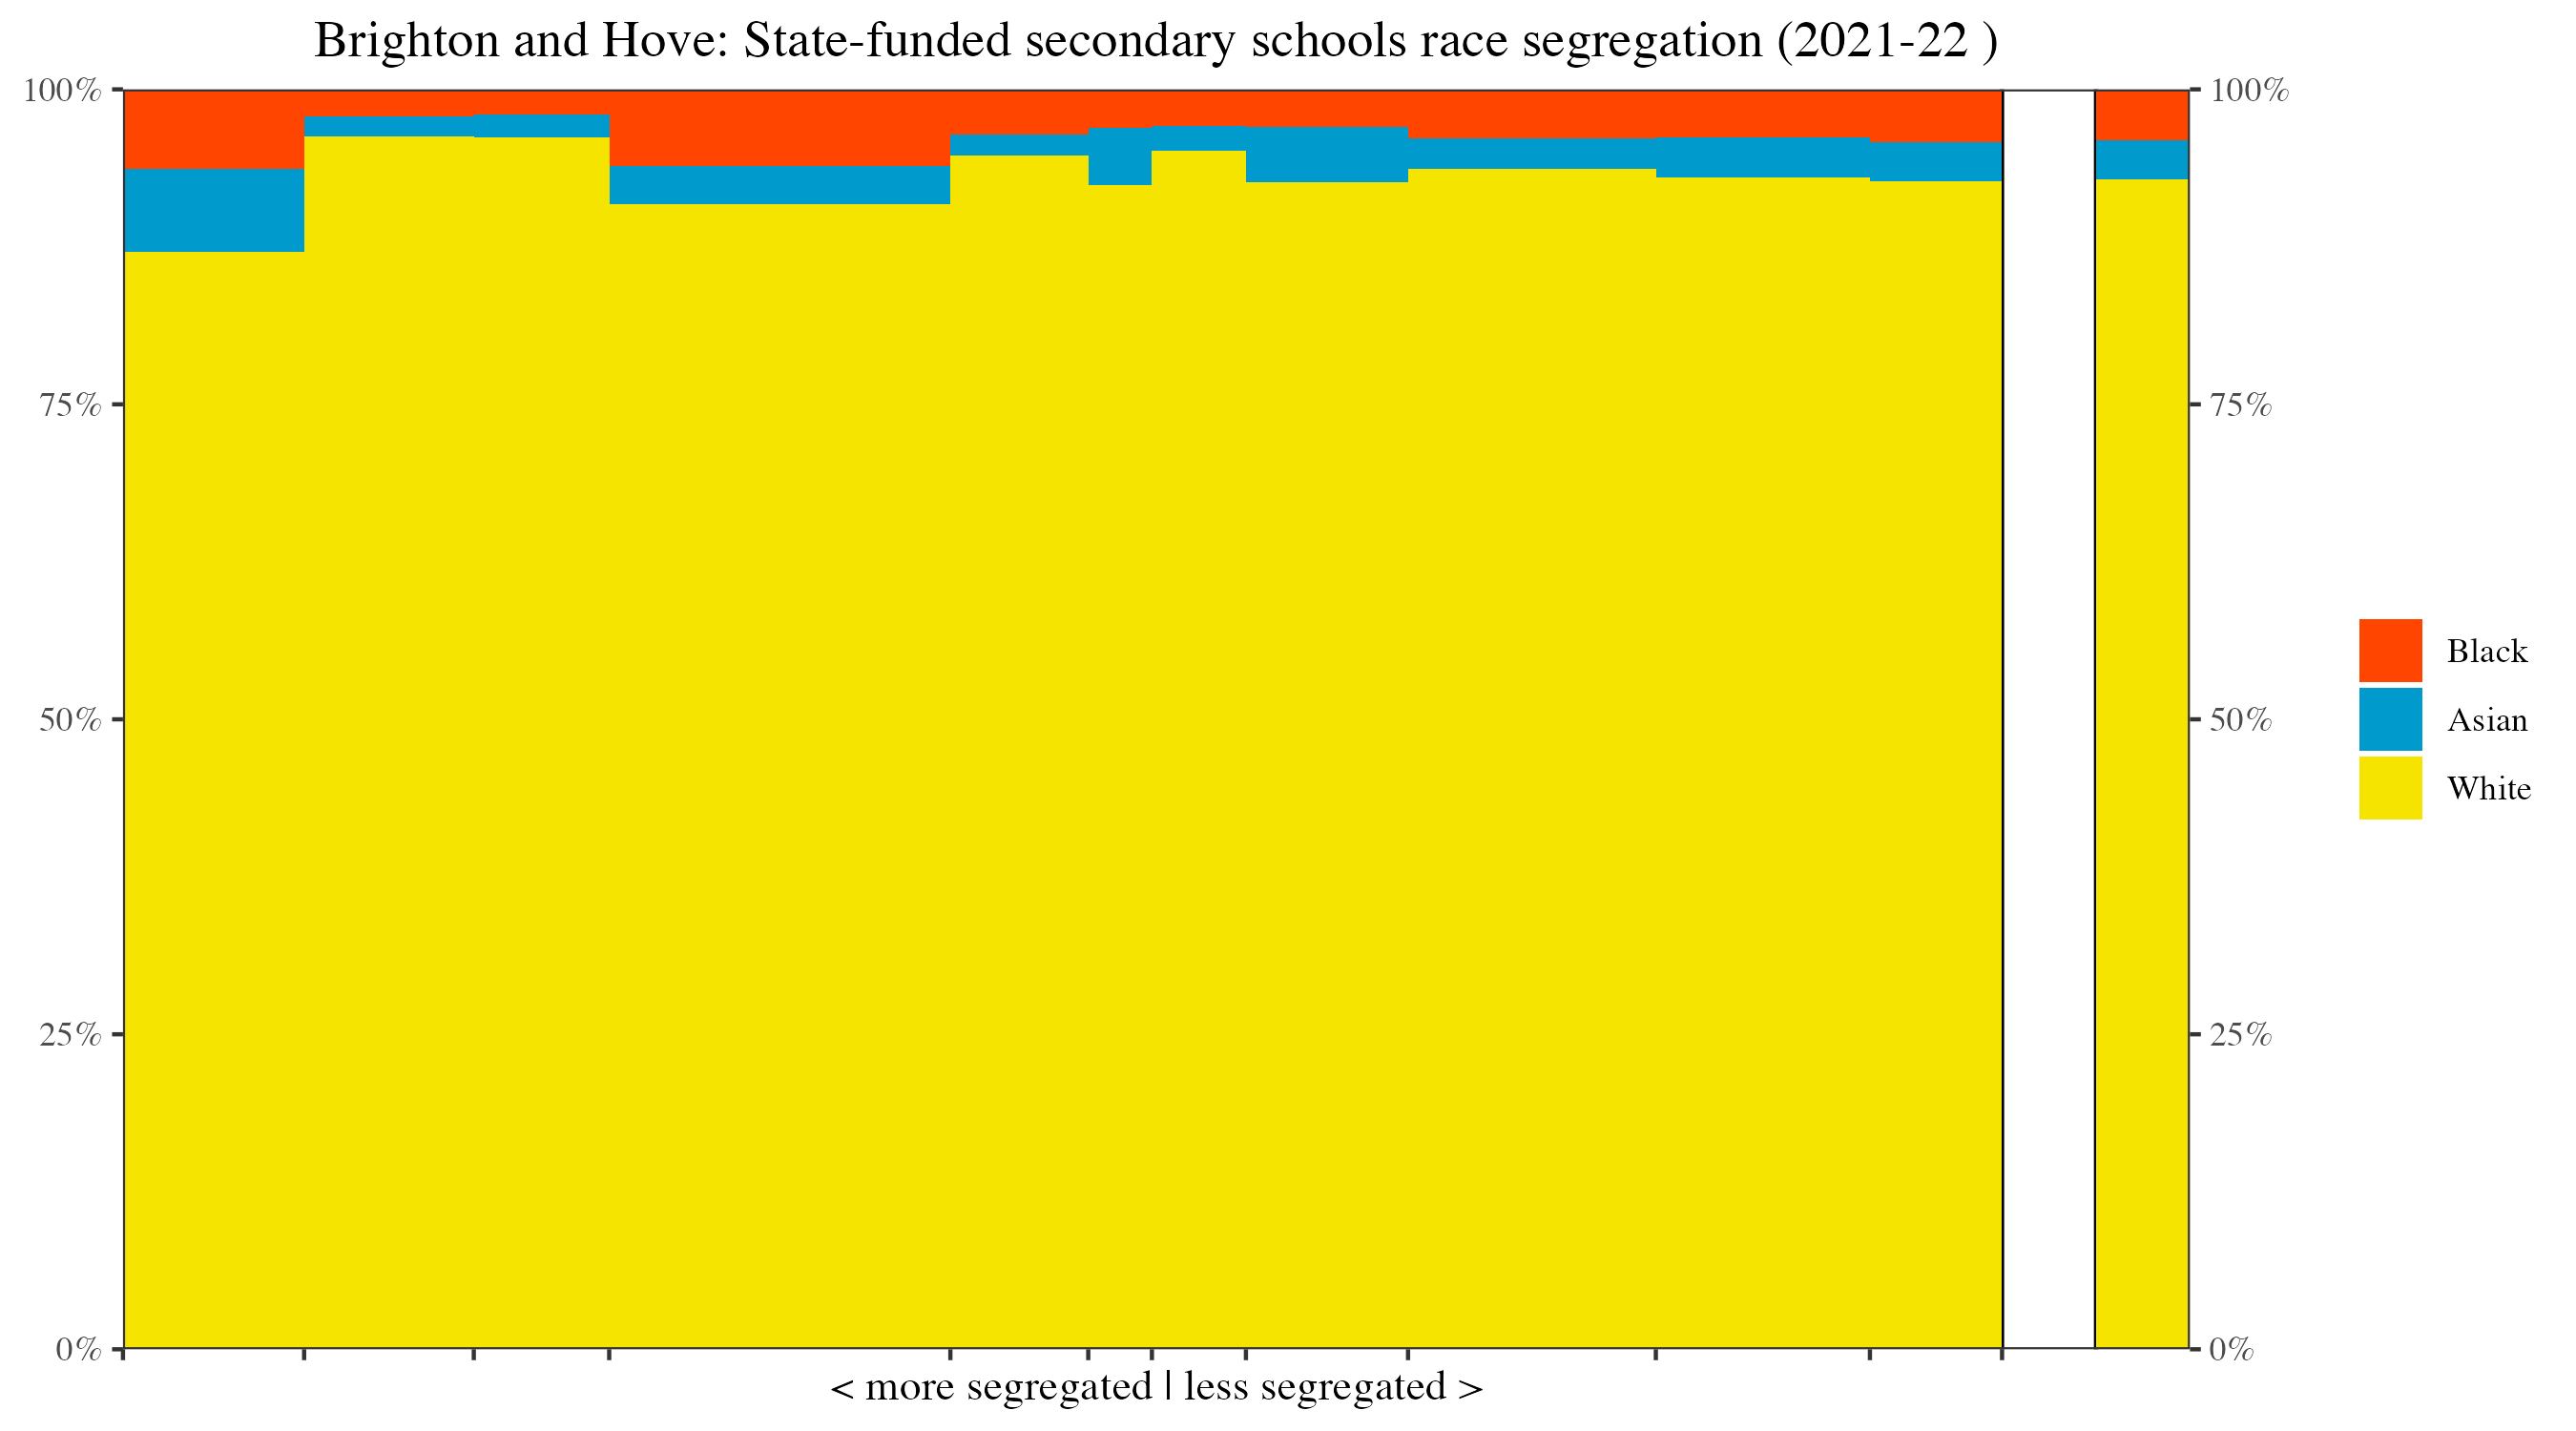 Brighton and Hove: State-funded secondary schools race segregation (2021-22 )
100%
75%
50%
25%
0%
100%
75%
50%
25%
0%
Black
Asian
White
< more segregated | less segregated >